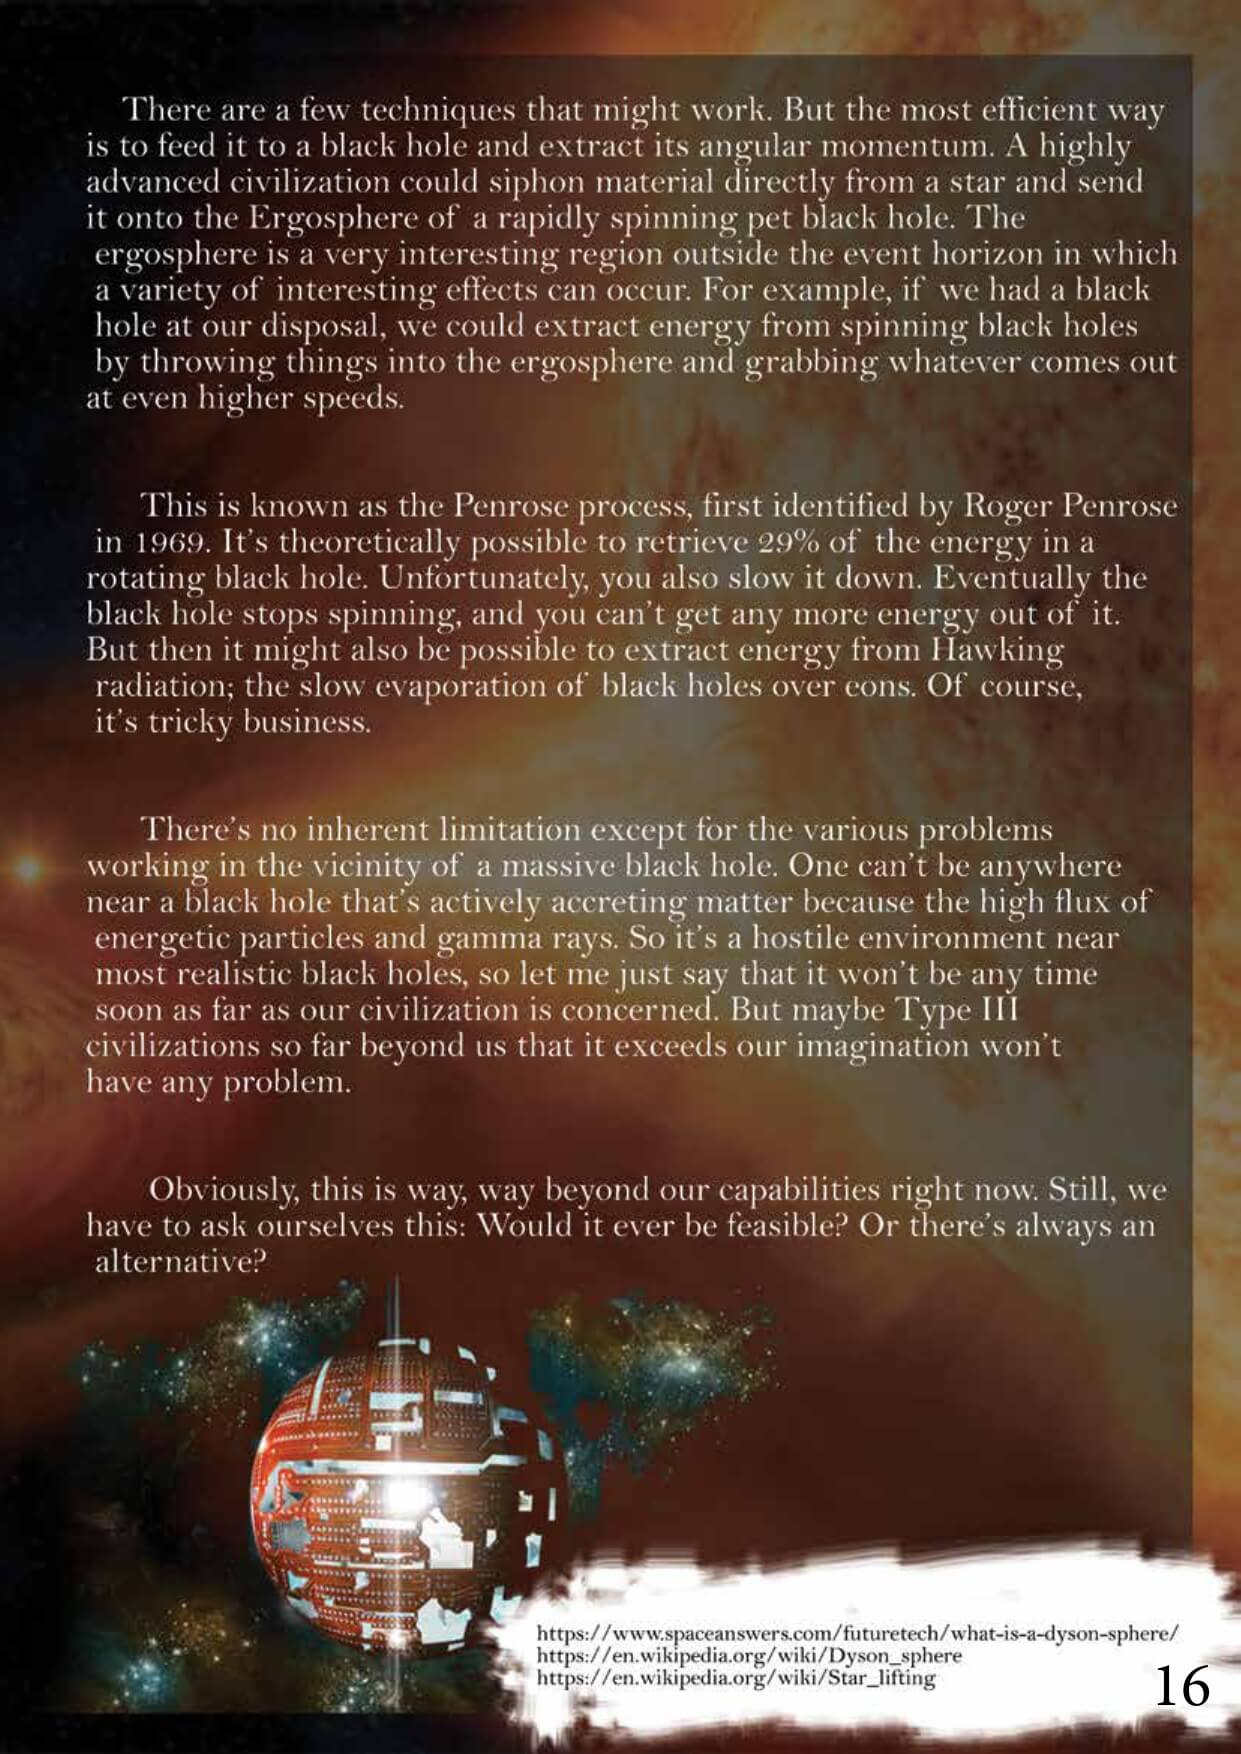 There are a few techniques that might work. But the most efficient way
is to feed it to a black hole and extract its angular momentum. A highly
advanced civilization could siphon material directly from a star and send
it onto the Ergosphere of a rapidly spinning pet black hole. The
ergosphere is a very interesting region outside the event horizon in which
a variety of interesting effects can occur. For example, if we had a black
hole at our disposal, we could extract energy from spinning black holes
by throwing things into the ergosphere and grabbing whatever comes out
at even higher speeds.
This is known as the Penrose process, first identified by Roger Penrose
in 1969. It's theoretically possible to retrieve 29% of the energy in a
rotating black hole. Unfortunately, you also slow it down. Eventually the
black hole stops spinning, and you can't get any more energy out of it.
But then it might also be possible to extract energy from Hawking
radiation; the slow evaporation of black holes over eons. Of course,
it's tricky business.
There's no inherent limitation except for the various problems
working in the vicinity of a massive black hole. One can't be anywhere
near a black hole that's actively accreting matter because the high flux of
energetic particles and gamma rays. So it's a hostile environment near
most realistic black holes, so let me just say that it won't be any time
soon as far as our civilization is concerned. But maybe Type III
civilizations so far beyond us that it exceeds our imagination won't
have any problem.
Obviously, this is way, way beyond our capabilities right now. Still, we
have to ask ourselves this: Would it ever be feasible? Or there's always an
alternative?
https://www.spaceanswers.com/futuretech/what-is-a-dyson-sphere/
https://en.wikipedia.org/wiki/Dyson_sphere
https://en.wikipedia.org/wiki/Star_lifting
16